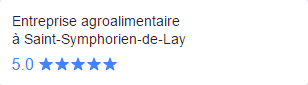 Entreprise agroalimentaire
à Saint-Symphorien-de-Lay
5.0 ★★★★★